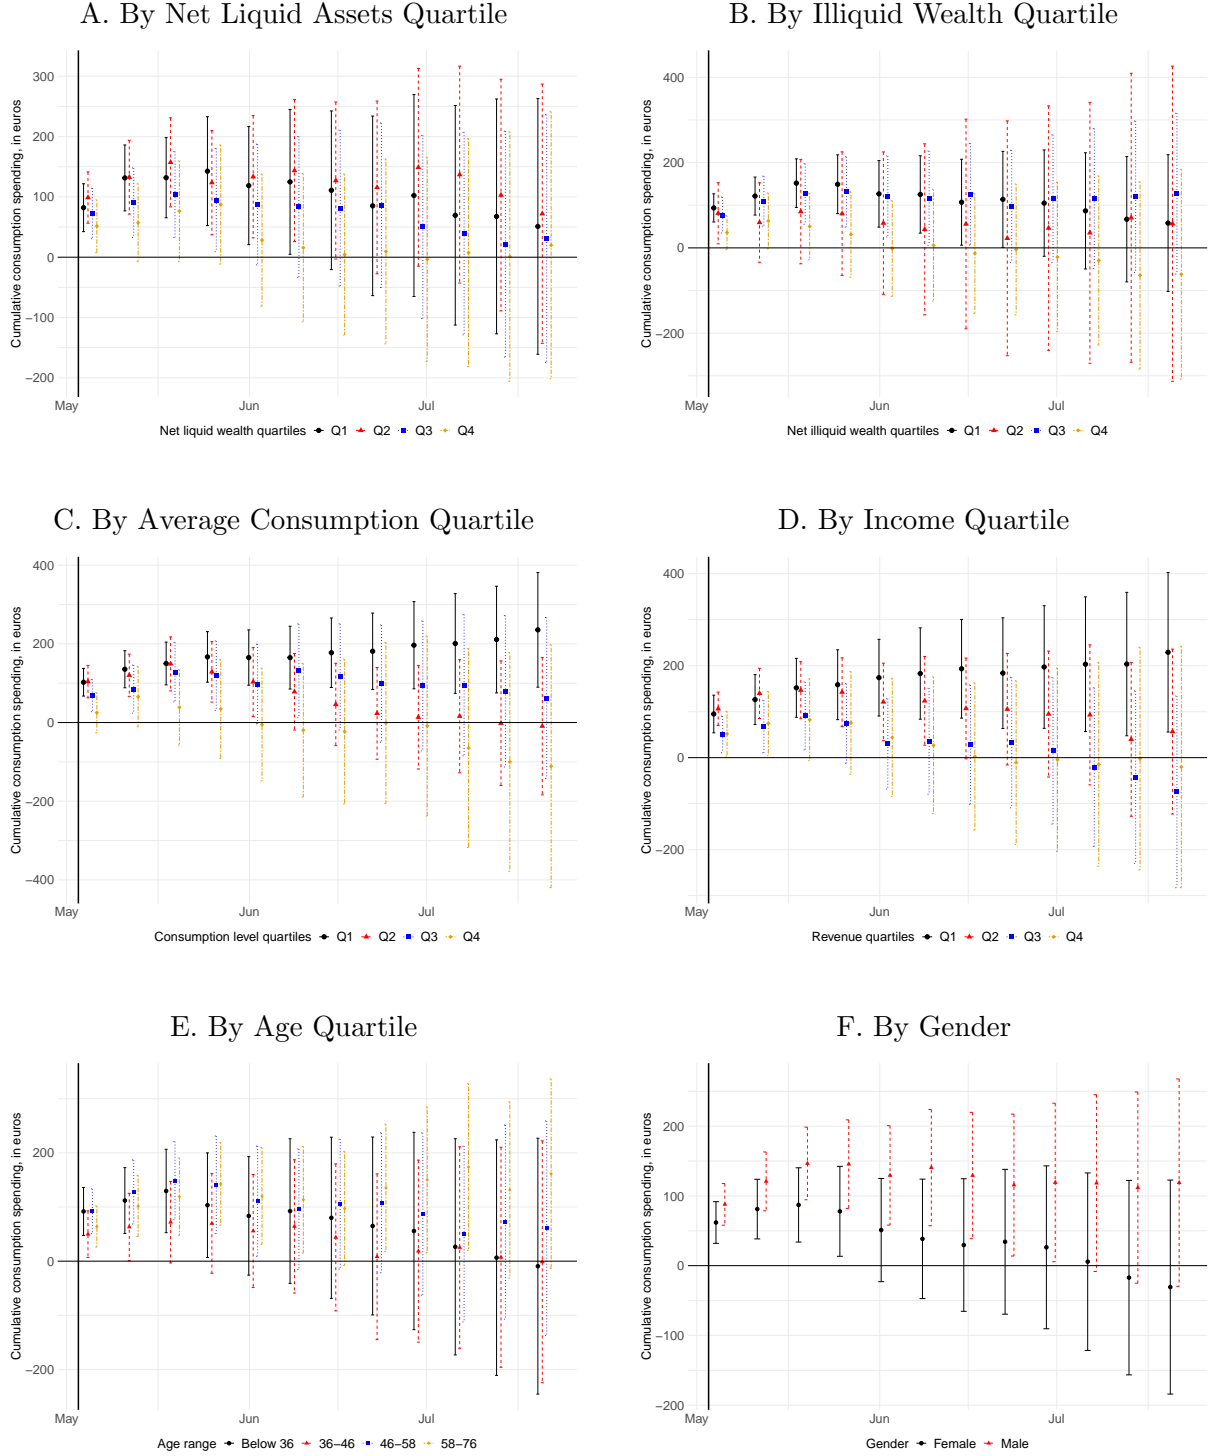 A. By Net Liquid Assets Quartile
Cumulative consumption spending, in euros
300
200
100
0
−100
−200
May
Jun
Jul
Net liquid wealth quartiles Q1 Q2 Q3 Q4
B. By Illiquid Wealth Quartile
Cumulative consumption spending, in euros
400
200
0
−200
May
Jun
Jul
Net illiquid wealth quartiles Q1 Q2 Q3 Q4
C. By Average Consumption Quartile
Cumulative consumption spending, in euros
400
200
0
−200
−400
May
Jun
Jul
Consumption level quartiles Q1 Q2 Q3 Q4
D. By Income Quartile
Cumulative consumption spending, in euros
400
200
0
−200
May
Jun
Jul
Revenue quartiles Q1 Q2 Q3 Q4
E. By Age Quartile
Cumulative consumption spending, in euros
200
0
−200
May
Jun
Jul
Age range Below 36 36−46 46−58 58−76
F. By Gender
Cumulative consumption spending, in euros
200
100
0
−100
−200
May
Jun
Jul
Gender Female Male